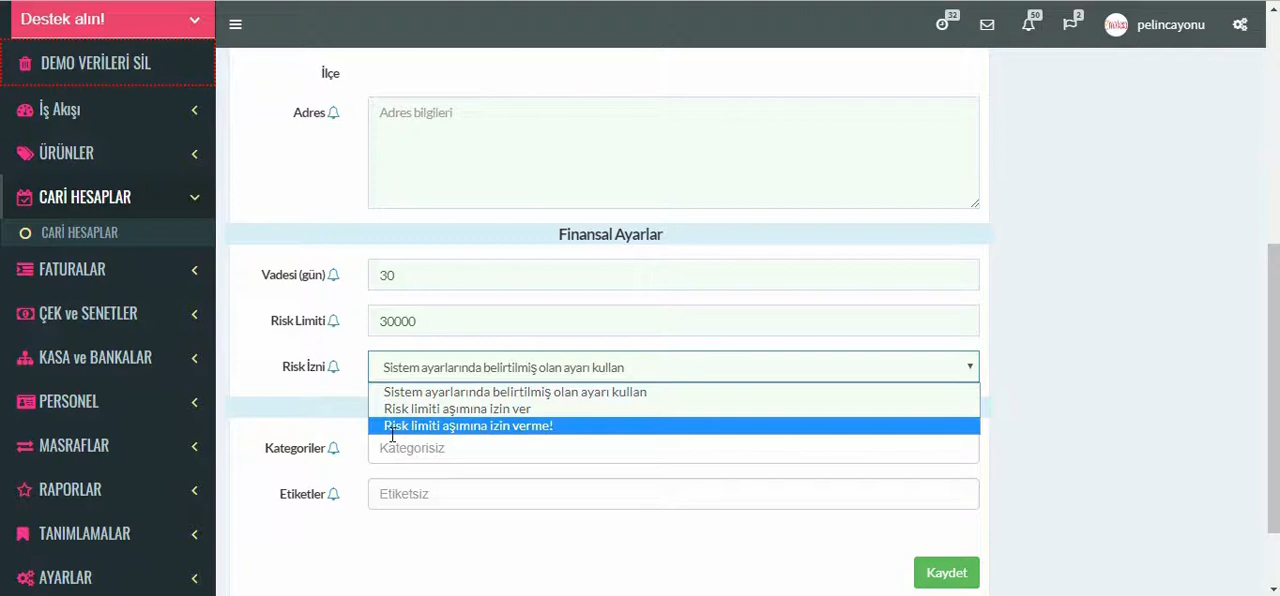 Destek alın!
32
50
2
pelincayonu
DEMO VERİLERİ SİL
İş Akışı
ÜRÜNLER
CARİ HESAPLAR
CARİ HESAPLAR
FATURALAR
ÇEK ve SENETLER
KASA ve BANKALAR
PERSONEL
MASRAFLAR
RAPORLAR
TANIMLAMALAR
AYARLAR
İlçe
Adres
Adres bilgileri
Finansal Ayarlar
Vadesi (gün)
30
Risk Limiti
30000
Risk İzni
Sistem ayarlarında belirtilmiş olan ayarı kullan
Sistem ayarlarında belirtilmiş olan ayarı kullan
Risk limiti aşımına izin ver
Risk limiti aşımına izin verme!
Kategoriler
Kategorisiz
Etiketler
Etiketsiz
Kaydet